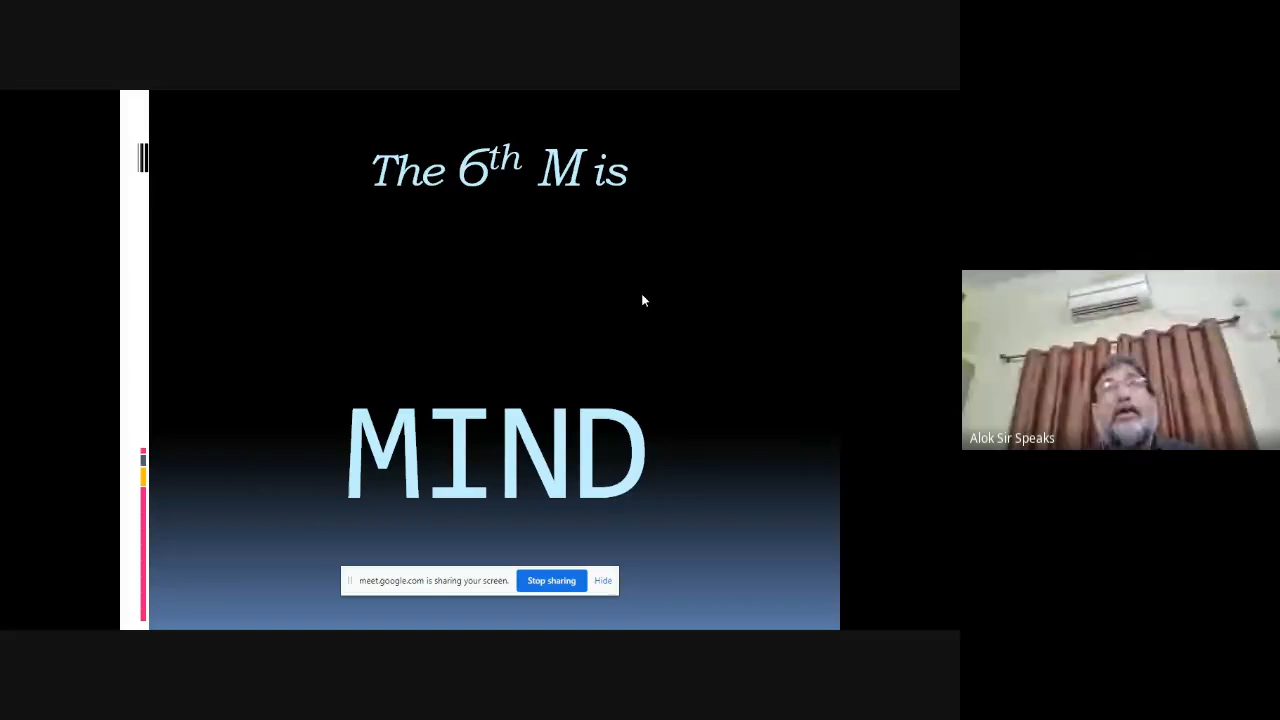 The 6th M is
MIND
meet.google.com is sharing your screen.
Stop sharing
Hide
Alok Sir Speaks